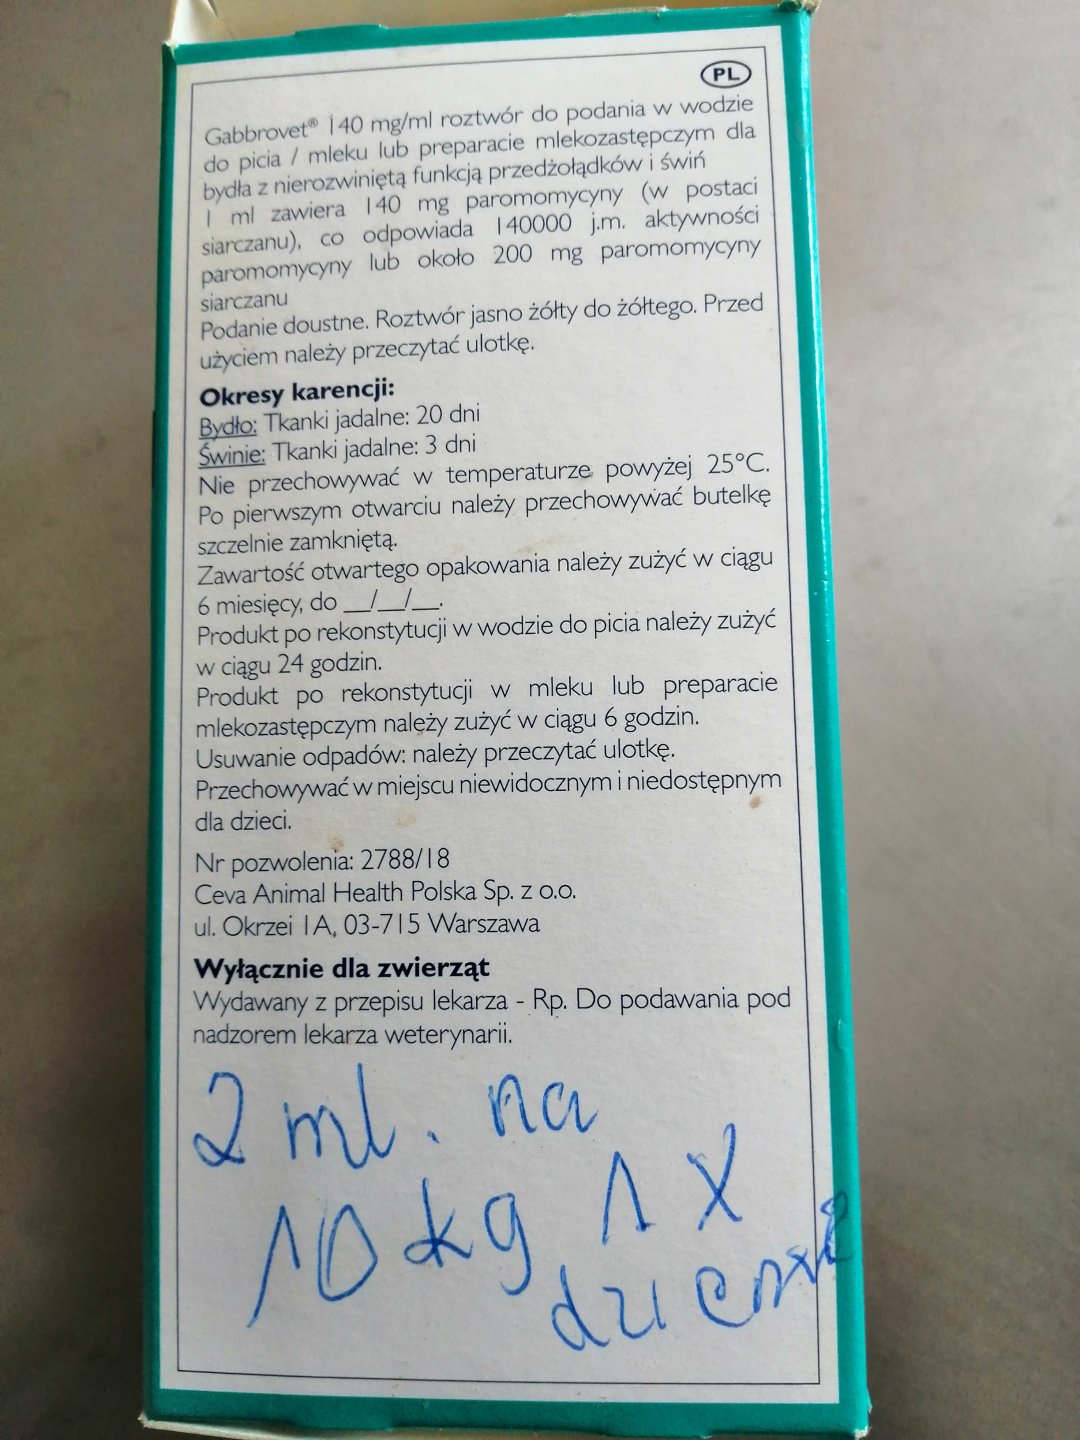 PL
Gabbrovet® 140 mg/ml roztwór do podania w wodzie
do picia / mleku lub preparacie mlekozastępczym dla
bydła z nierozwiniętą funkcją przedżołądków i świń
1 ml zawiera 140 mg paromomycyny (w postaci
siarczanu), co odpowiada 140000 j.m. aktywności
paromomycyny lub około 200 mg paromomycyny
siarczanu
Podanie doustne. Roztwór jasno żółty do żółtego. Przed
użyciem należy przeczytać ulotkę.
Okresy karencji:
Bydło: Tkanki jadalne: 20 dni
Świnie: Tkanki jadalne: 3 dni
Nie przechowywać w temperaturze powyżej 25°C.
Po pierwszym otwarciu należy przechowywać butelkę
szczelnie zamkniętą.
Zawartość otwartego opakowania należy zużyć w ciągu
6 miesięcy, do __/__/__.
Produkt po rekonstytucji w wodzie do picia należy zużyć
w ciągu 24 godzin.
Produkt po rekonstytucji w mleku lub preparacie
mlekozastępczym należy zużyć w ciągu 6 godzin.
Usuwanie odpadów: należy przeczytać ulotkę.
Przechowywać w miejscu niewidocznym i niedostępnym
dla dzieci.
Nr pozwolenia: 2788/18
Ceva Animal Health Polska Sp. z o.o.
ul. Okrzei 1A, 03-715 Warszawa
Wyłącznie dla zwierząt
Wydawany z przepisu lekarza - Rp. Do podawania pod
nadzorem lekarza weterynarii.
2 ml. na
10 kg 1 X
dziennie